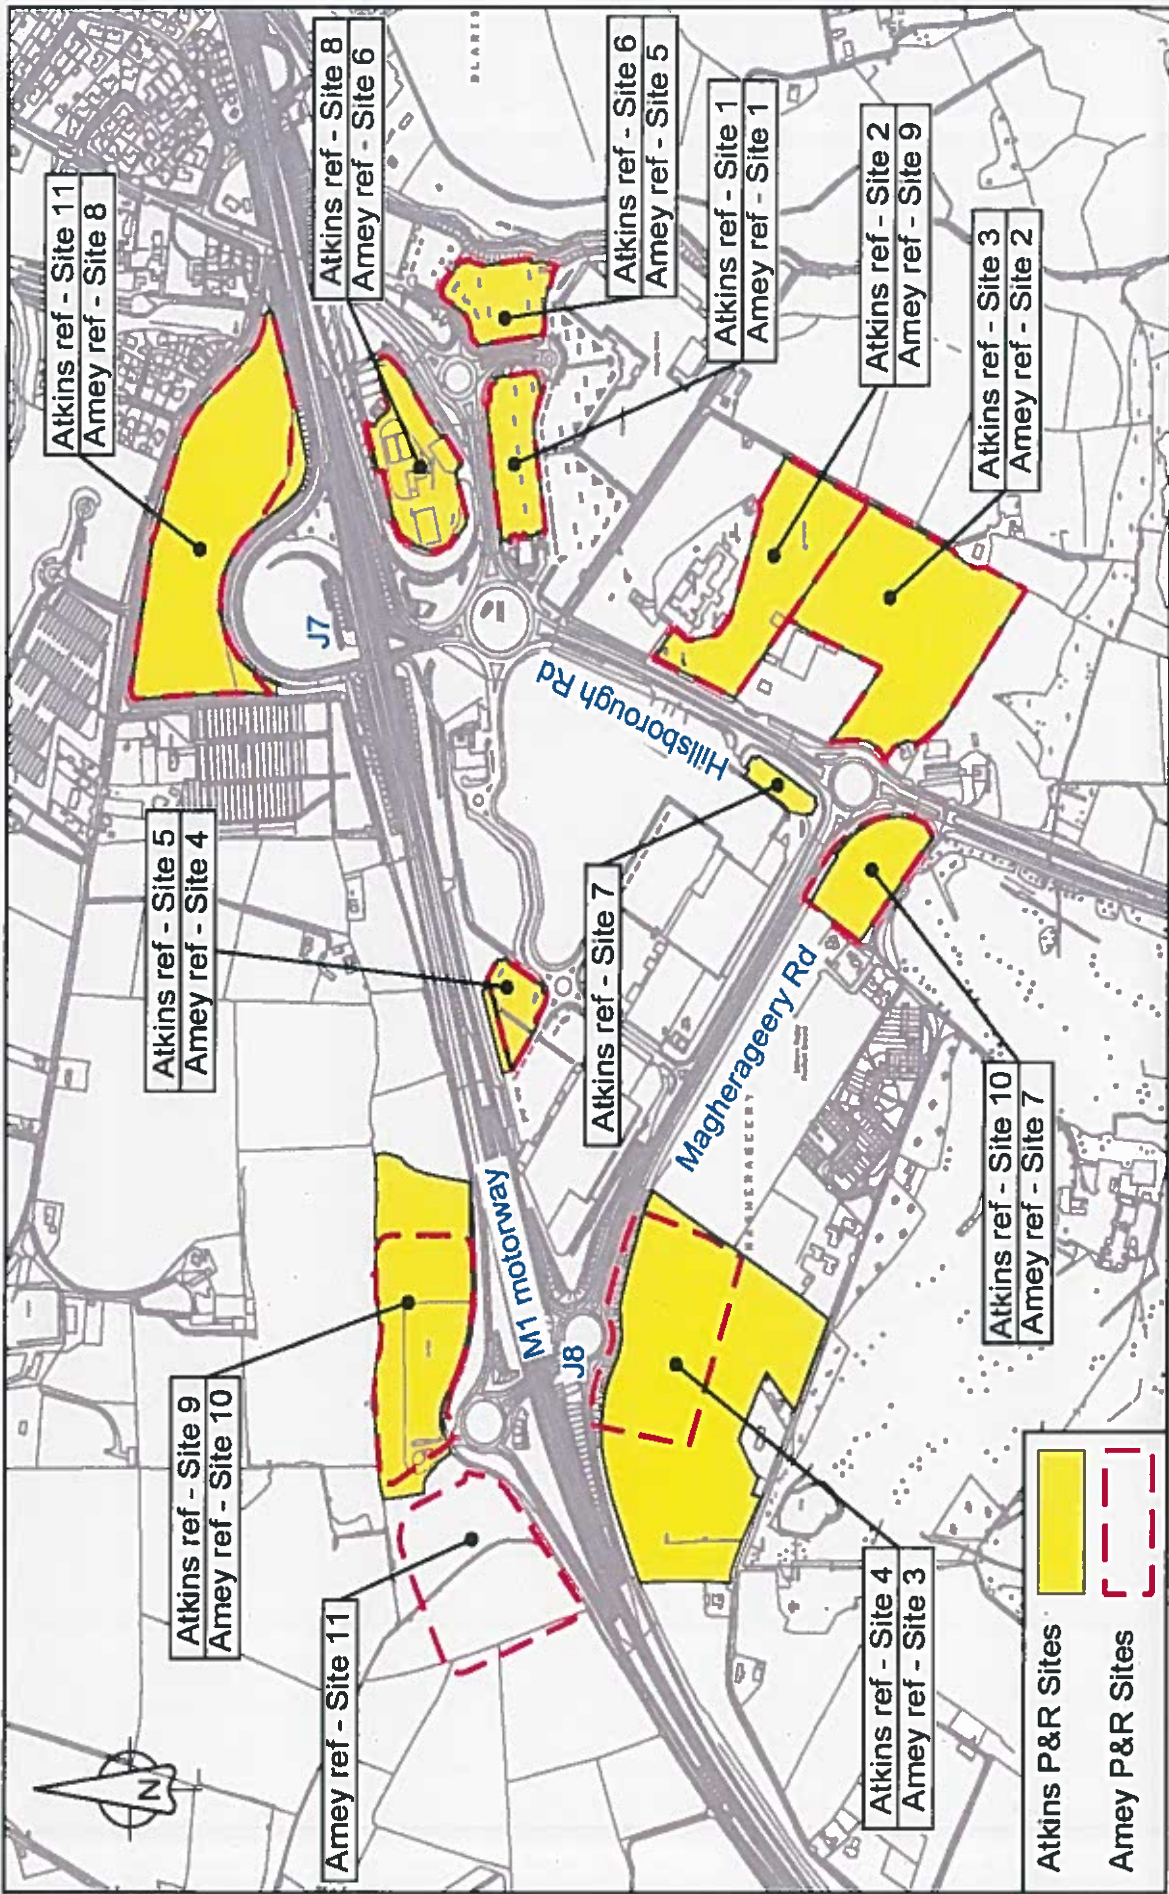 Amey ref - Site 11
Atkins ref - Site 9
Amey ref - Site 10
Atkins ref - Site 5
Amey ref - Site 4
Atkins ref - Site 11
Amey ref - Site 8
Atkins ref - Site 8
Amey ref - Site 6
Atkins ref - Site 6
Amey ref - Site 5
Atkins ref - Site 1
Amey ref - Site 1
Atkins ref - Site 2
Amey ref - Site 9
Atkins ref - Site 3
Amey ref - Site 2
Atkins ref - Site 7
Atkins ref - Site 10
Amey ref - Site 7
Atkins ref - Site 4
Amey ref - Site 3
J7
M1 motorway
J8
Hillsborough Rd
Magherageery Rd
MAGHERAGEERY
BLARIS
N
Atkins P&R Sites
Amey P&R Sites